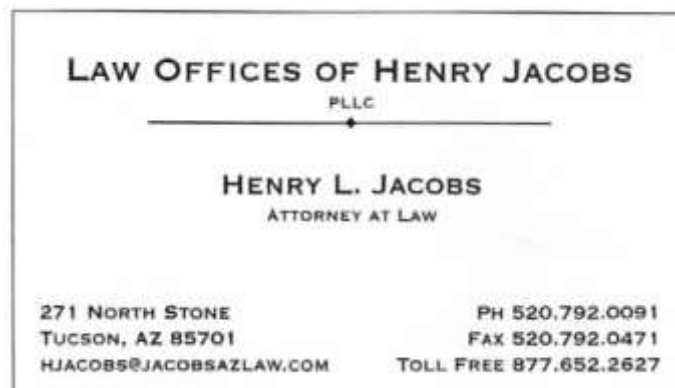 LAW OFFICES OF HENRY JACOBS
PLLC
HENRY L. JACOBS
ATTORNEY AT LAW
271 NORTH STONE
TUCSON, AZ 85701
HJACOBS@JACOBSAZLAW.COM
PH 520.792.0091
FAX 520.792.0471
TOLL FREE 877.652.2627